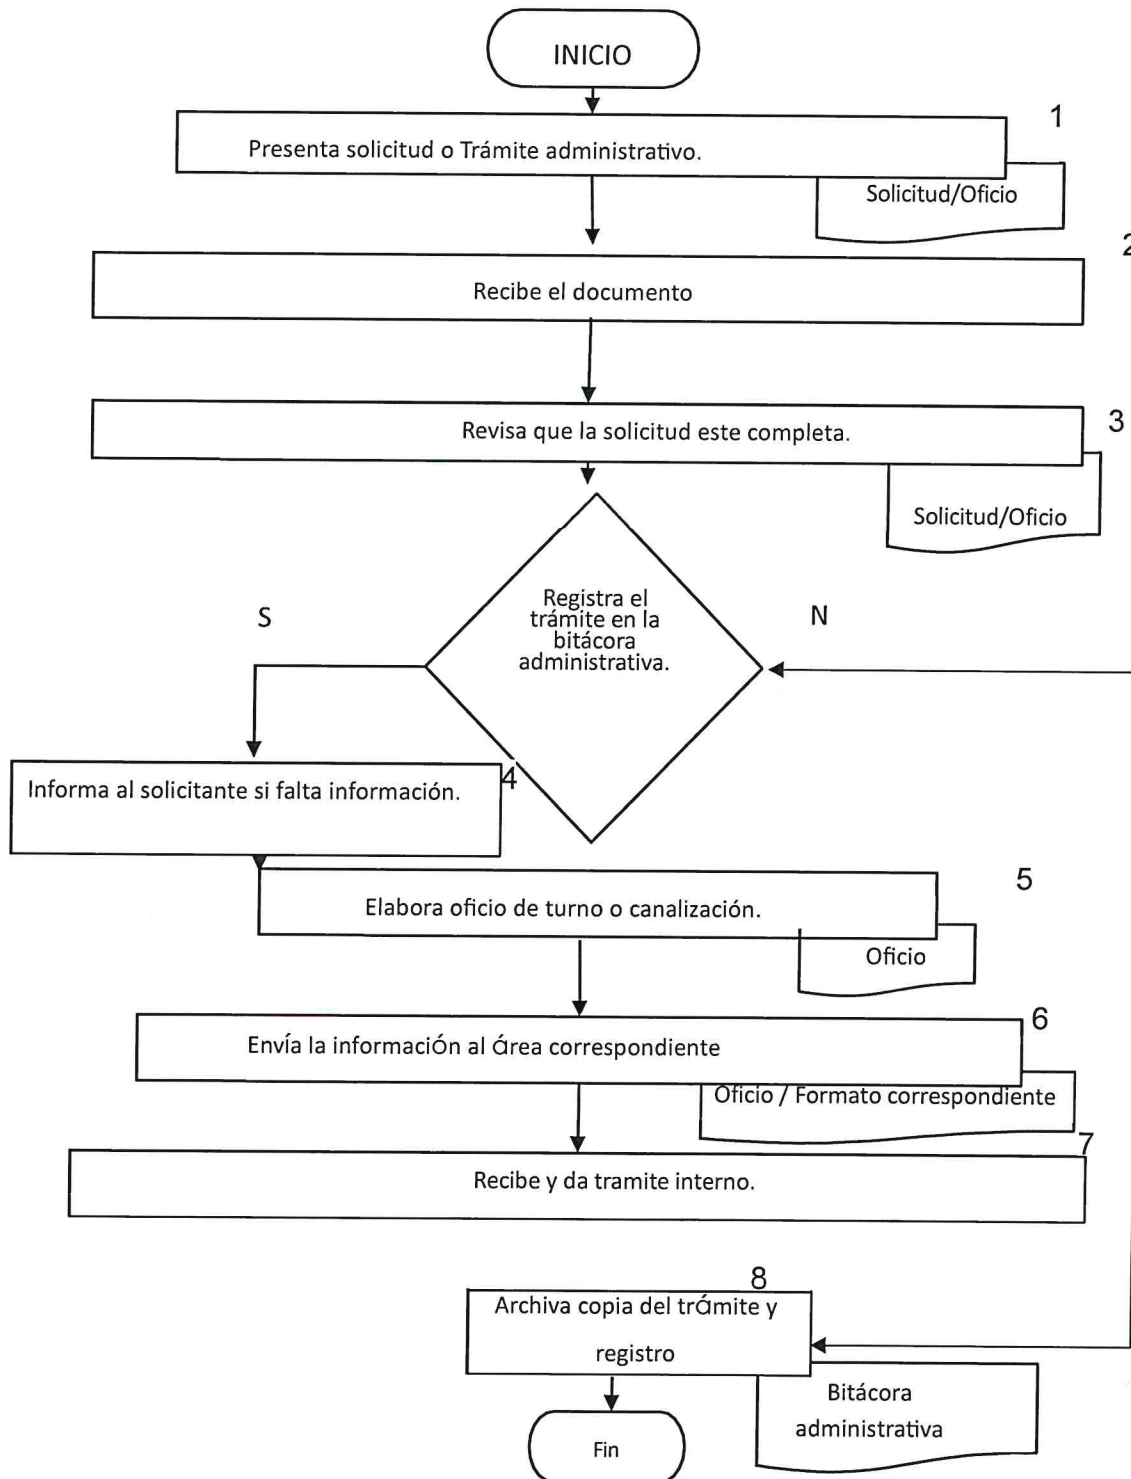 INICIO
1
Presenta solicitud o Trámite administrativo.
Solicitud/Oficio
2
Recibe el documento
3
Revisa que la solicitud este completa.
Solicitud/Oficio
S
Registra el
trámite en la
bitácora
administrativa.
N
4
Informa al solicitante si falta información.
5
Elabora oficio de turno o canalización.
Oficio
6
Envía la informaciÓn al Área correspondiente
Oficio / Formato correspondiente
7
Recibe y da tramite interno.
8
Archiva copia del trÁmite y
registro
Bitácora
administrativa
Fin